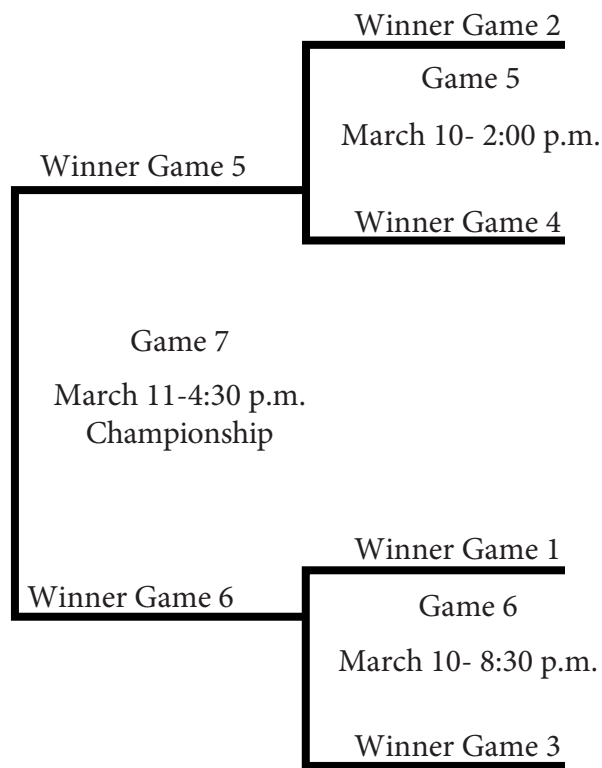 Winner Game 2
Game 5
March 10- 2:00 p.m.
Winner Game 5
Winner Game 4
Game 7
March 11-4:30 p.m.
Championship
Winner Game 1
Winner Game 6
Game 6
March 10- 8:30 p.m.
Winner Game 3